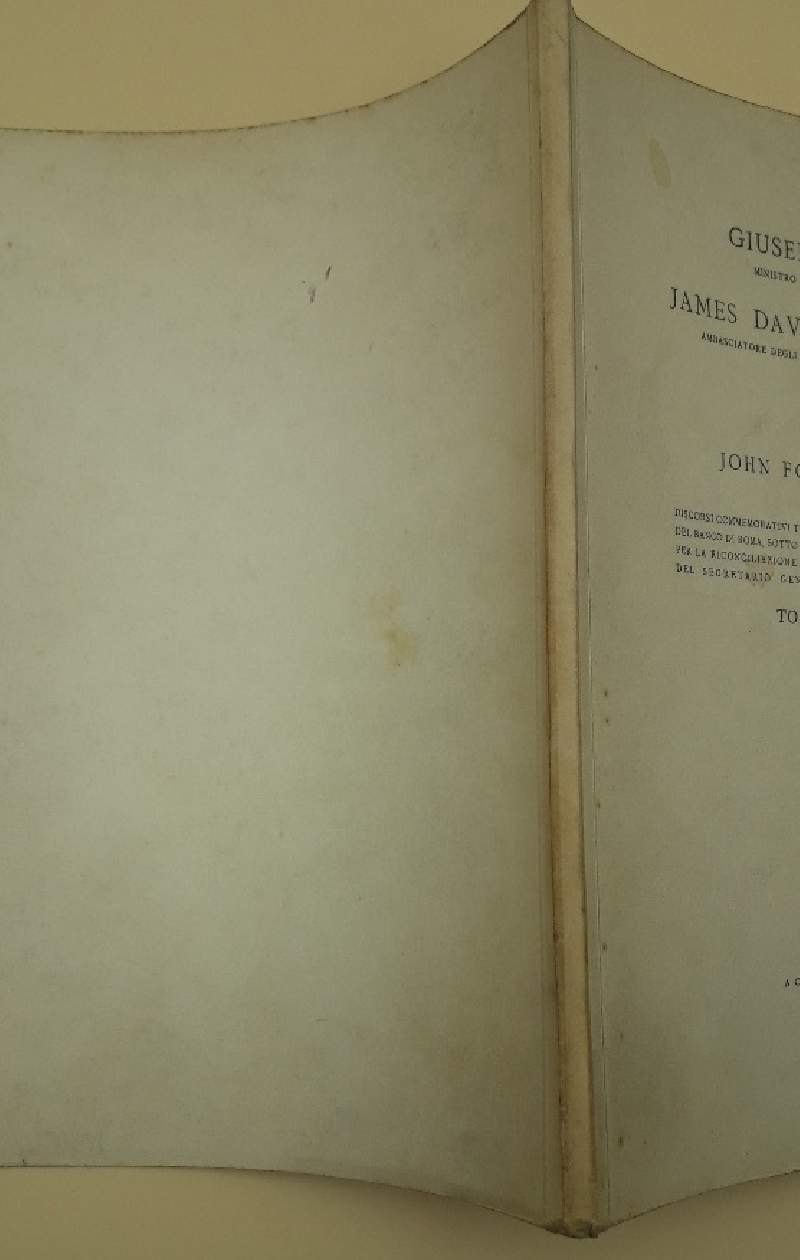 GIUSE
MINISTRO
JAMES DAV
AMBASCIATORE DEGLI
JOHN FO
DISCORSI COMMEMORATIVI T
DEL BANCO DI ROMA, SOTTO
PER LA RICONCILIAZIONE
DEL SEGRETARIO GEN
TO
A C